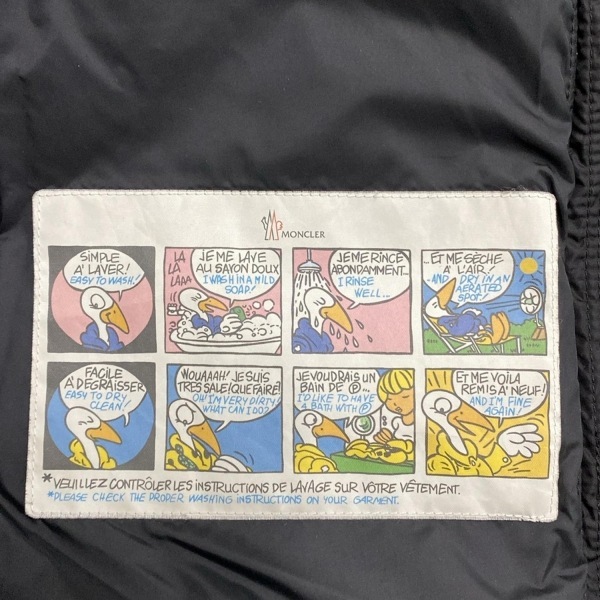 MONCLER
SIMPLE
A' LAVER!
EASY TO WASH!
LA
LA
LAAA
JE ME LAVE
AU SAVON DOUX
I WASH IN A MILD
SOAP!
JE ME RINCE
ABONDAMMENT...
I RINSE
WELL...
...ET ME SÈCHE
À L'AIR!
...AND DRY IN AN
AERATED
SPOT!
FACILE
A' DEGRAISSER
EASY TO DRY
CLEAN!
WOUAAAH! JE SUIS
TRES SALE! QUE FAIRE?
OH! I'M VERY DIRTY!
WHAT CAN I DO?
JE VOUDRAIS UN
BAIN DE Ⓟ...
I'D LIKE TO HAVE
A BATH WITH Ⓟ
ET ME VOILA
REMIS A' NEUF!
AND I'M FINE
AGAIN!
*VEUILLEZ CONTRÔLER LES INSTRUCTIONS DE LAVAGE SUR VÔTRE VÊTEMENT.
*PLEASE CHECK THE PROPER WASHING INSTRUCTIONS ON YOUR GARMENT.